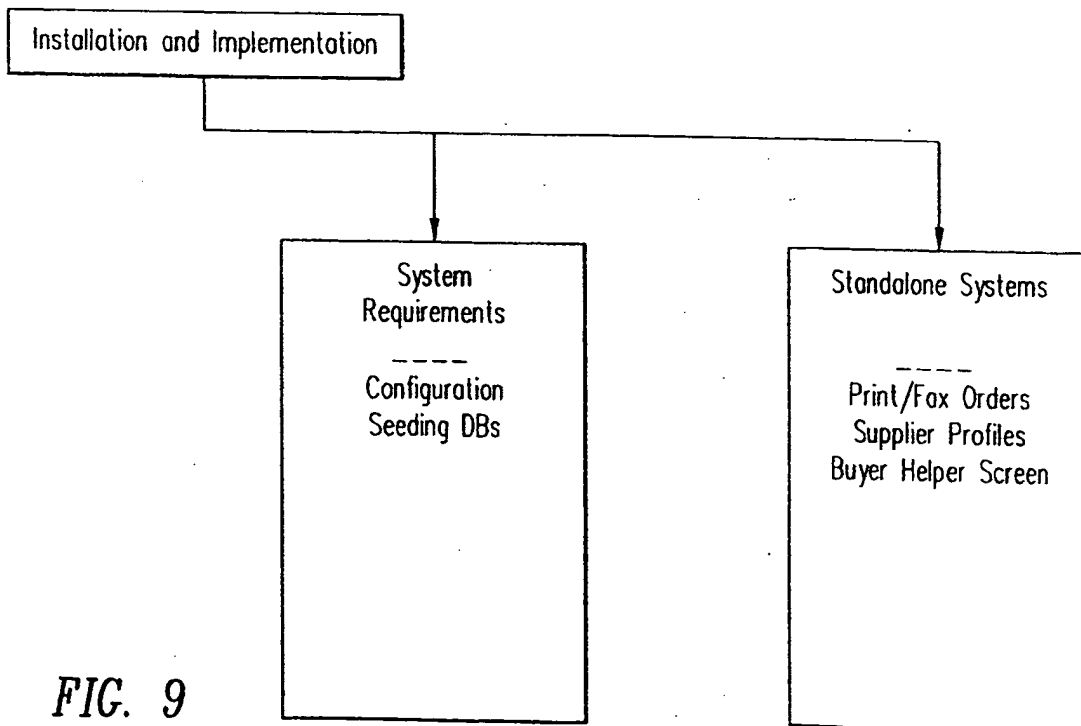 Installation and Implementation
System
Requirements
Configuration
Seeding DBs
Standalone Systems
Print/Fax Orders
Supplier Profiles
Buyer Helper Screen
FIG. 9